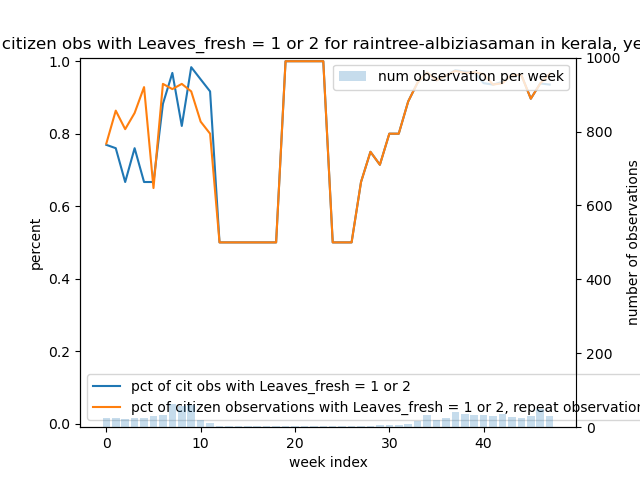 citizen obs with Leaves_fresh = 1 or 2 for raintree-albiziasaman in kerala, ye
num observation per week
1.0
0.8
0.6
0.4
0.2
0.0
percent
1000
800
600
400
200
0
number of observations
pct of cit obs with Leaves_fresh = 1 or 2
pct of citizen observations with Leaves_fresh = 1 or 2, repeat observation
0 10 20 30 40
week index